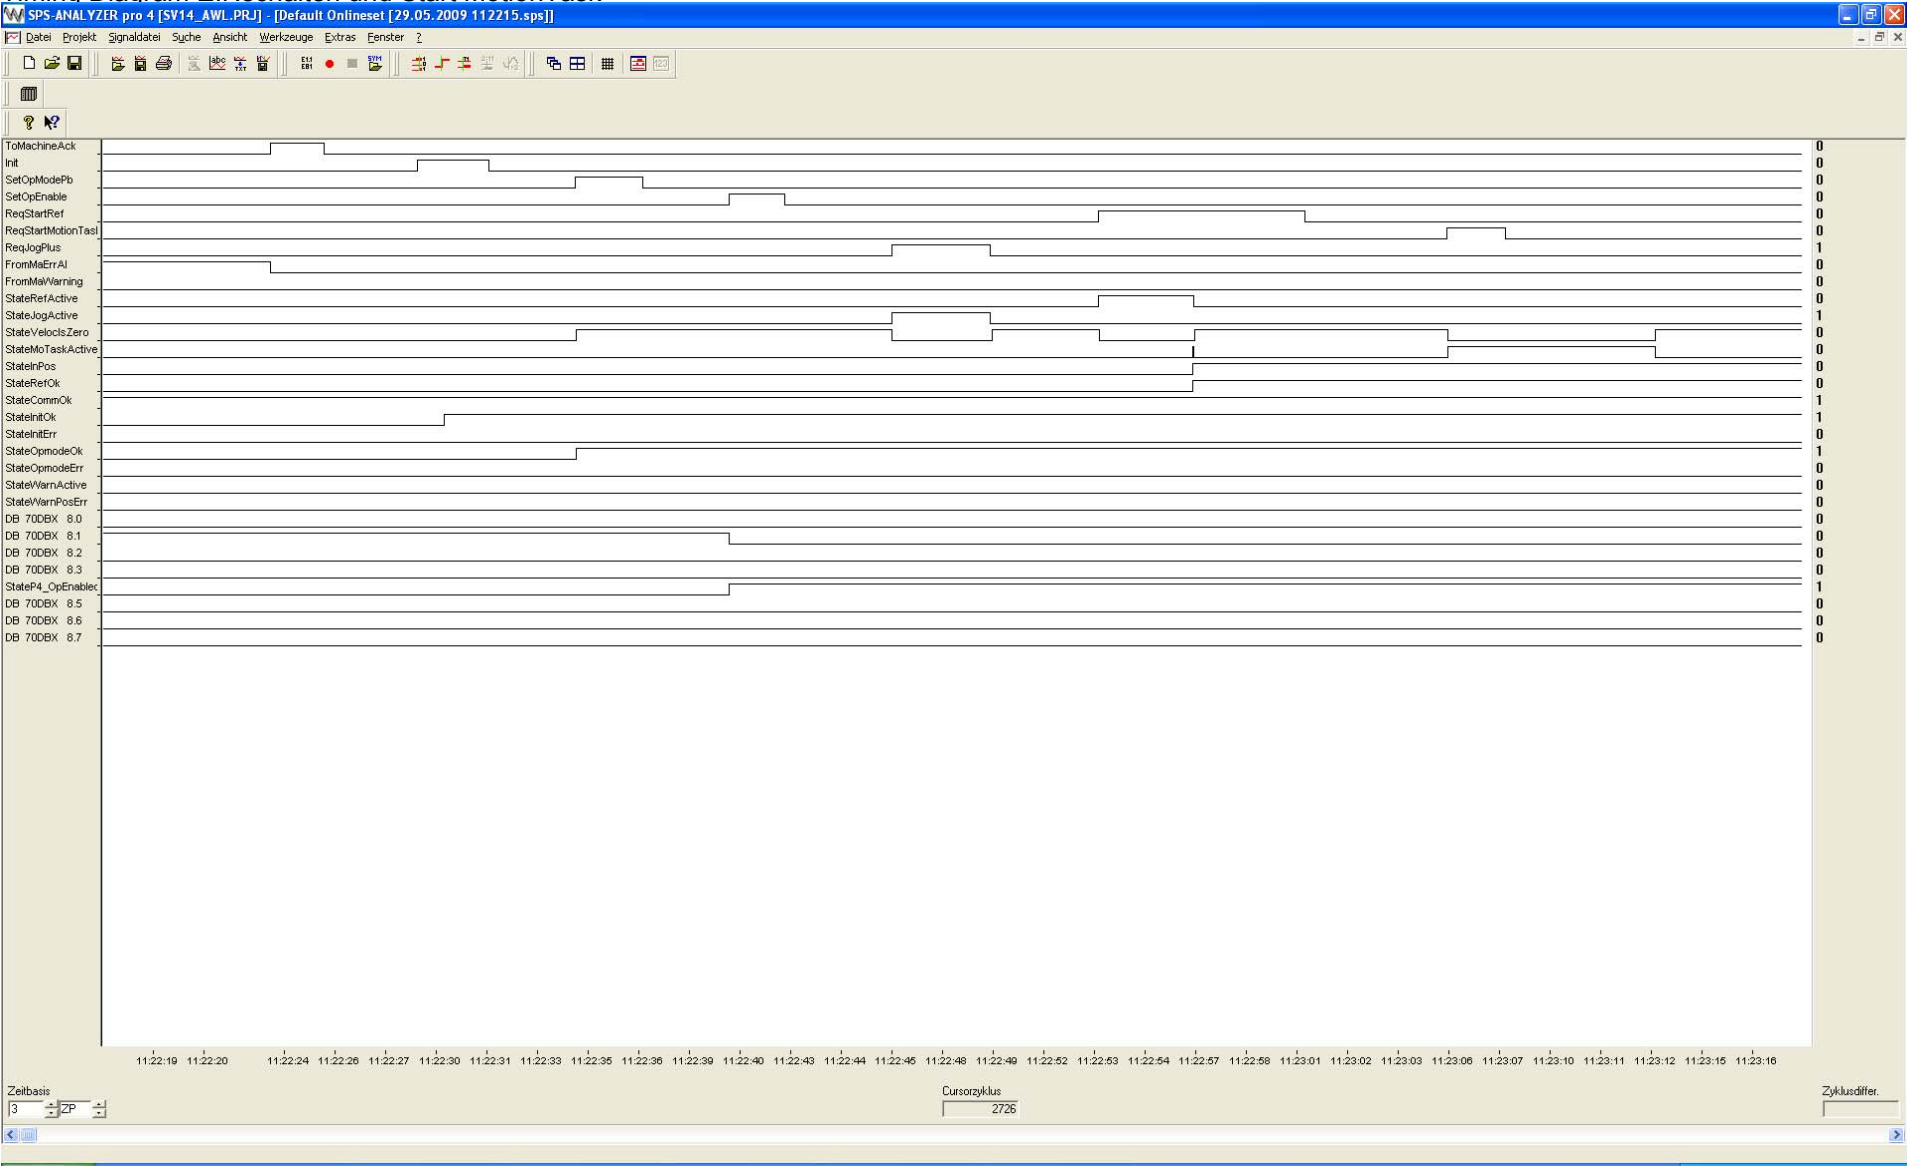 Timing Diagram Einschalten und Start MotionTask
SPS-ANALYZER pro 4 [SV14_AWL.PRJ] - [Default Onlineset [29.05.2009 112215.sps]]
Datei Projekt Signaldatei Suche Ansicht Werkzeuge Extras Fenster ?
ToMachineAck 0
Init 0
SetOpModePb 0
SetOpEnable 0
ReqStartRef 0
ReqStartMotionTasl 0
ReqJogPlus 1
FromMaErrAl 0
FromMaWarning 0
StateRefActive 0
StateJogActive 1
StateVelocIsZero 0
StateMoTaskActive 0
StateInPos 0
StateRefOk 0
StateCommOk 1
StateInitOk 1
StateInitErr 0
StateOpmodeOk 1
StateOpmodeErr 0
StateWarnActive 0
StateWarnPosErr 0
DB 70DBX 8.0 0
DB 70DBX 8.1 0
DB 70DBX 8.2 0
DB 70DBX 8.3 0
StateP4_OpEnablec 1
DB 70DBX 8.5 0
DB 70DBX 8.6 0
DB 70DBX 8.7 0
11:22:19 11:22:20 11:22:24 11:22:26 11:22:27 11:22:30 11:22:31 11:22:33 11:22:35 11:22:36 11:22:39 11:22:40 11:22:43 11:22:44 11:22:45 11:22:48 11:22:49 11:22:52 11:22:53 11:22:54 11:22:57 11:22:58 11:23:01 11:23:02 11:23:03 11:23:06 11:23:07 11:23:10 11:23:11 11:23:12 11:23:15 11:23:16
Zeitbasis Cursorzyklus Zyklusdiffer.
3 ZP 2726